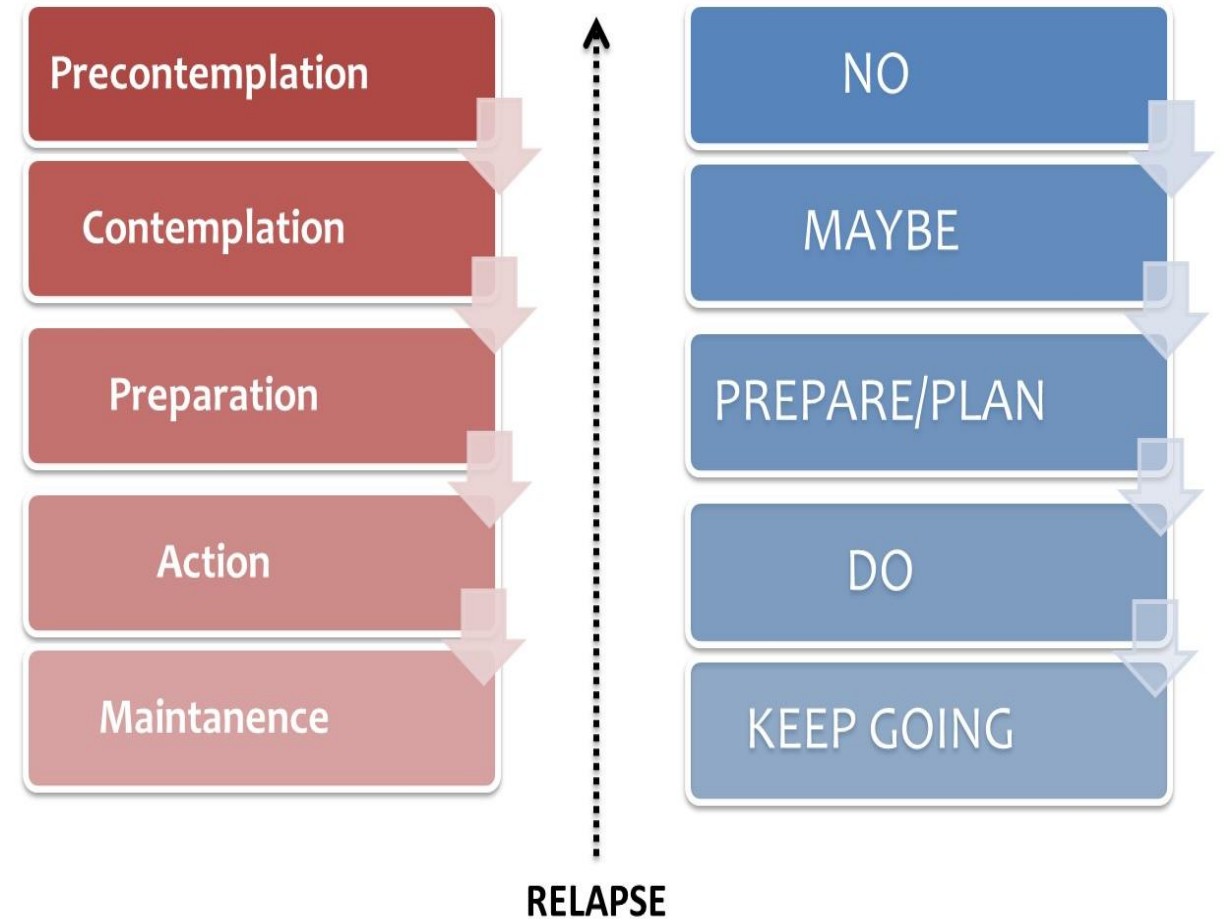 Precontemplation
Contemplation
Preparation
Action
Maintanence
NO
MAYBE
PREPARE/PLAN
DO
KEEP GOING
RELAPSE